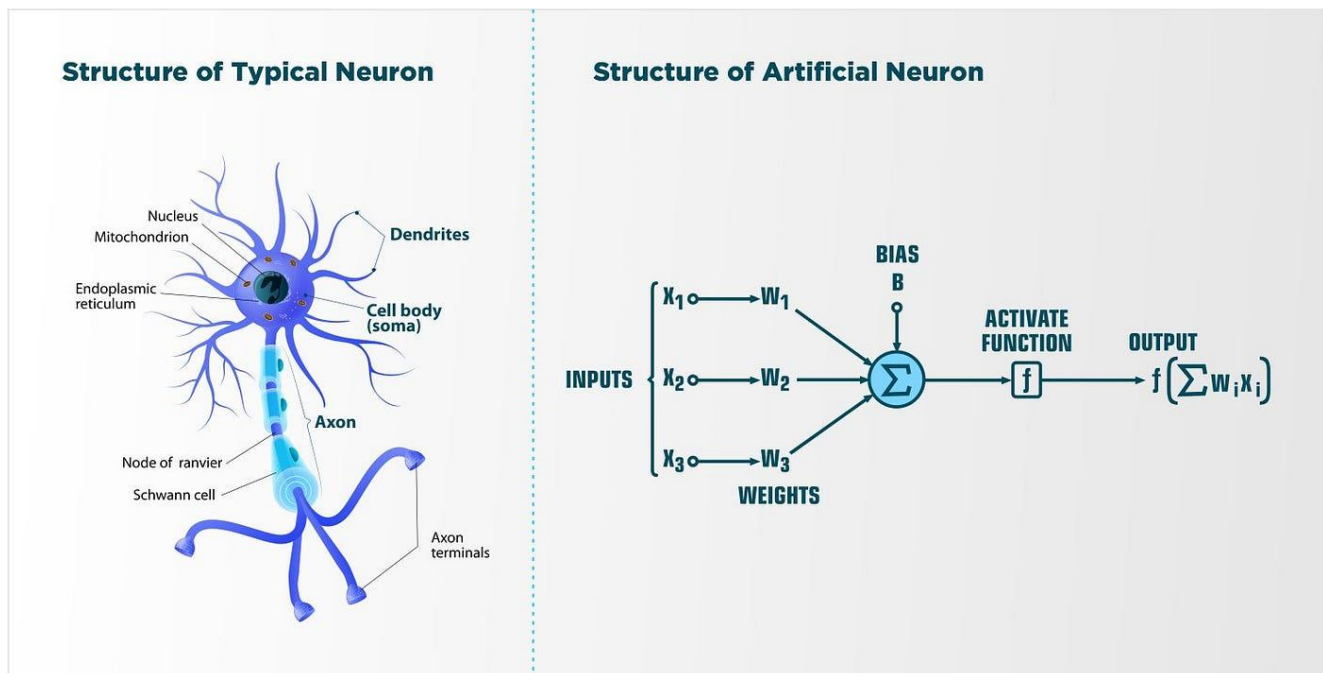 Structure of Typical Neuron
Nucleus
Mitochondrion
Endoplasmic
reticulum
Dendrites
Cell body
(soma)
Axon
Node of ranvier
Schwann cell
Axon
terminals
Structure of Artificial Neuron
INPUTS
X₁
W₁
X₂
W₂
X₃
W₃
WEIGHTS
BIAS
B
Σ
ACTIVATE
FUNCTION
f
OUTPUT
f(ΣWᵢXᵢ)